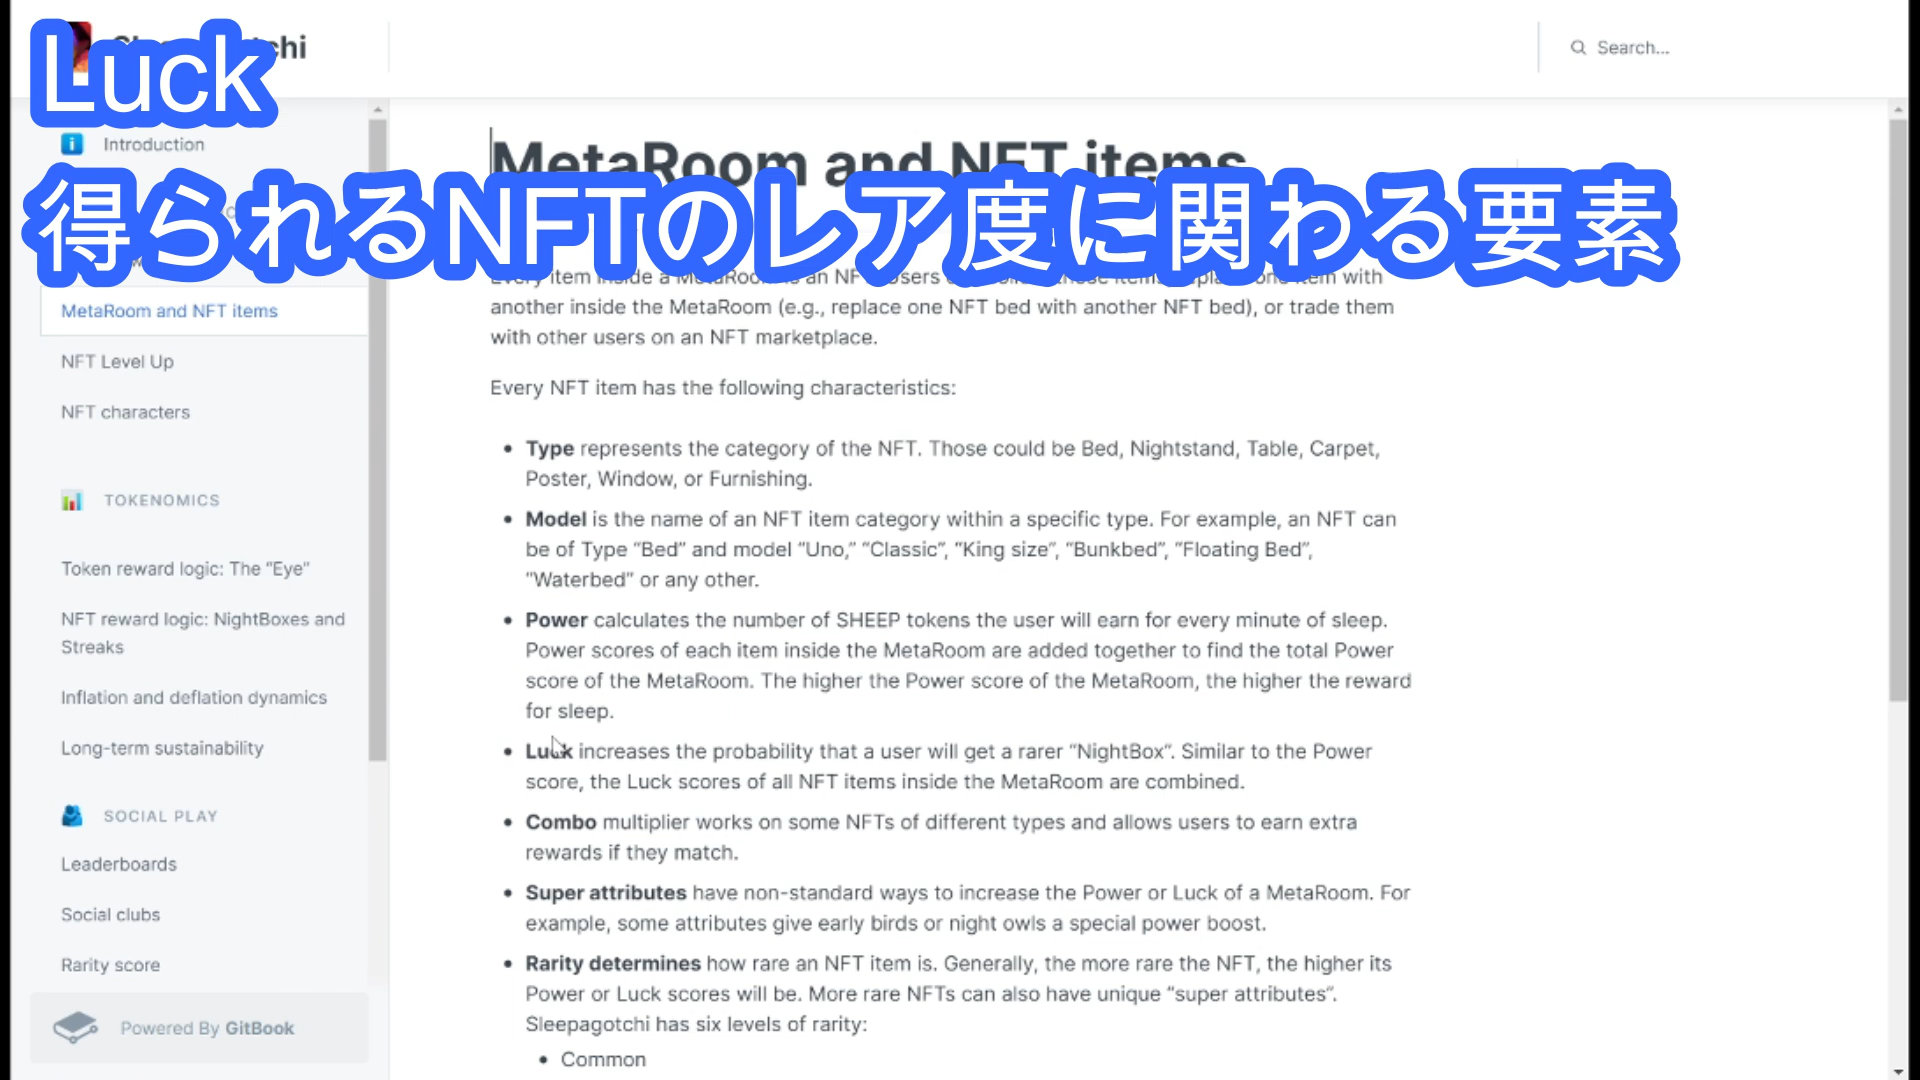 Luck
chi
Search...
Introduction
MetaRoom and NFT items
得られるNFTのレア度に関わる要素
Every item inside a MetaRoom is an NFT. Users
item with
another inside the MetaRoom (e.g., replace one NFT bed with another NFT bed), or trade them
with other users on an NFT marketplace.
MetaRoom and NFT items
NFT Level Up
NFT characters
TOKENOMICS
Token reward logic: The “Eye”
NFT reward logic: NightBoxes and
Streaks
Inflation and deflation dynamics
Long-term sustainability
SOCIAL PLAY
Leaderboards
Social clubs
Rarity score
Powered By GitBook
Every NFT item has the following characteristics:
• Type represents the category of the NFT. Those could be Bed, Nightstand, Table, Carpet,
Poster, Window, or Furnishing.
• Model is the name of an NFT item category within a specific type. For example, an NFT can
be of Type “Bed” and model “Uno,” “Classic”, “King size”, “Bunkbed”, “Floating Bed”,
“Waterbed” or any other.
• Power calculates the number of SHEEP tokens the user will earn for every minute of sleep.
Power scores of each item inside the MetaRoom are added together to find the total Power
score of the MetaRoom. The higher the Power score of the MetaRoom, the higher the reward
for sleep.
• Luck increases the probability that a user will get a rarer “NightBox”. Similar to the Power
score, the Luck scores of all NFT items inside the MetaRoom are combined.
• Combo multiplier works on some NFTs of different types and allows users to earn extra
rewards if they match.
• Super attributes have non-standard ways to increase the Power or Luck of a MetaRoom. For
example, some attributes give early birds or night owls a special power boost.
• Rarity determines how rare an NFT item is. Generally, the more rare the NFT, the higher its
Power or Luck scores will be. More rare NFTs can also have unique “super attributes”.
Sleepagotchi has six levels of rarity:
• Common